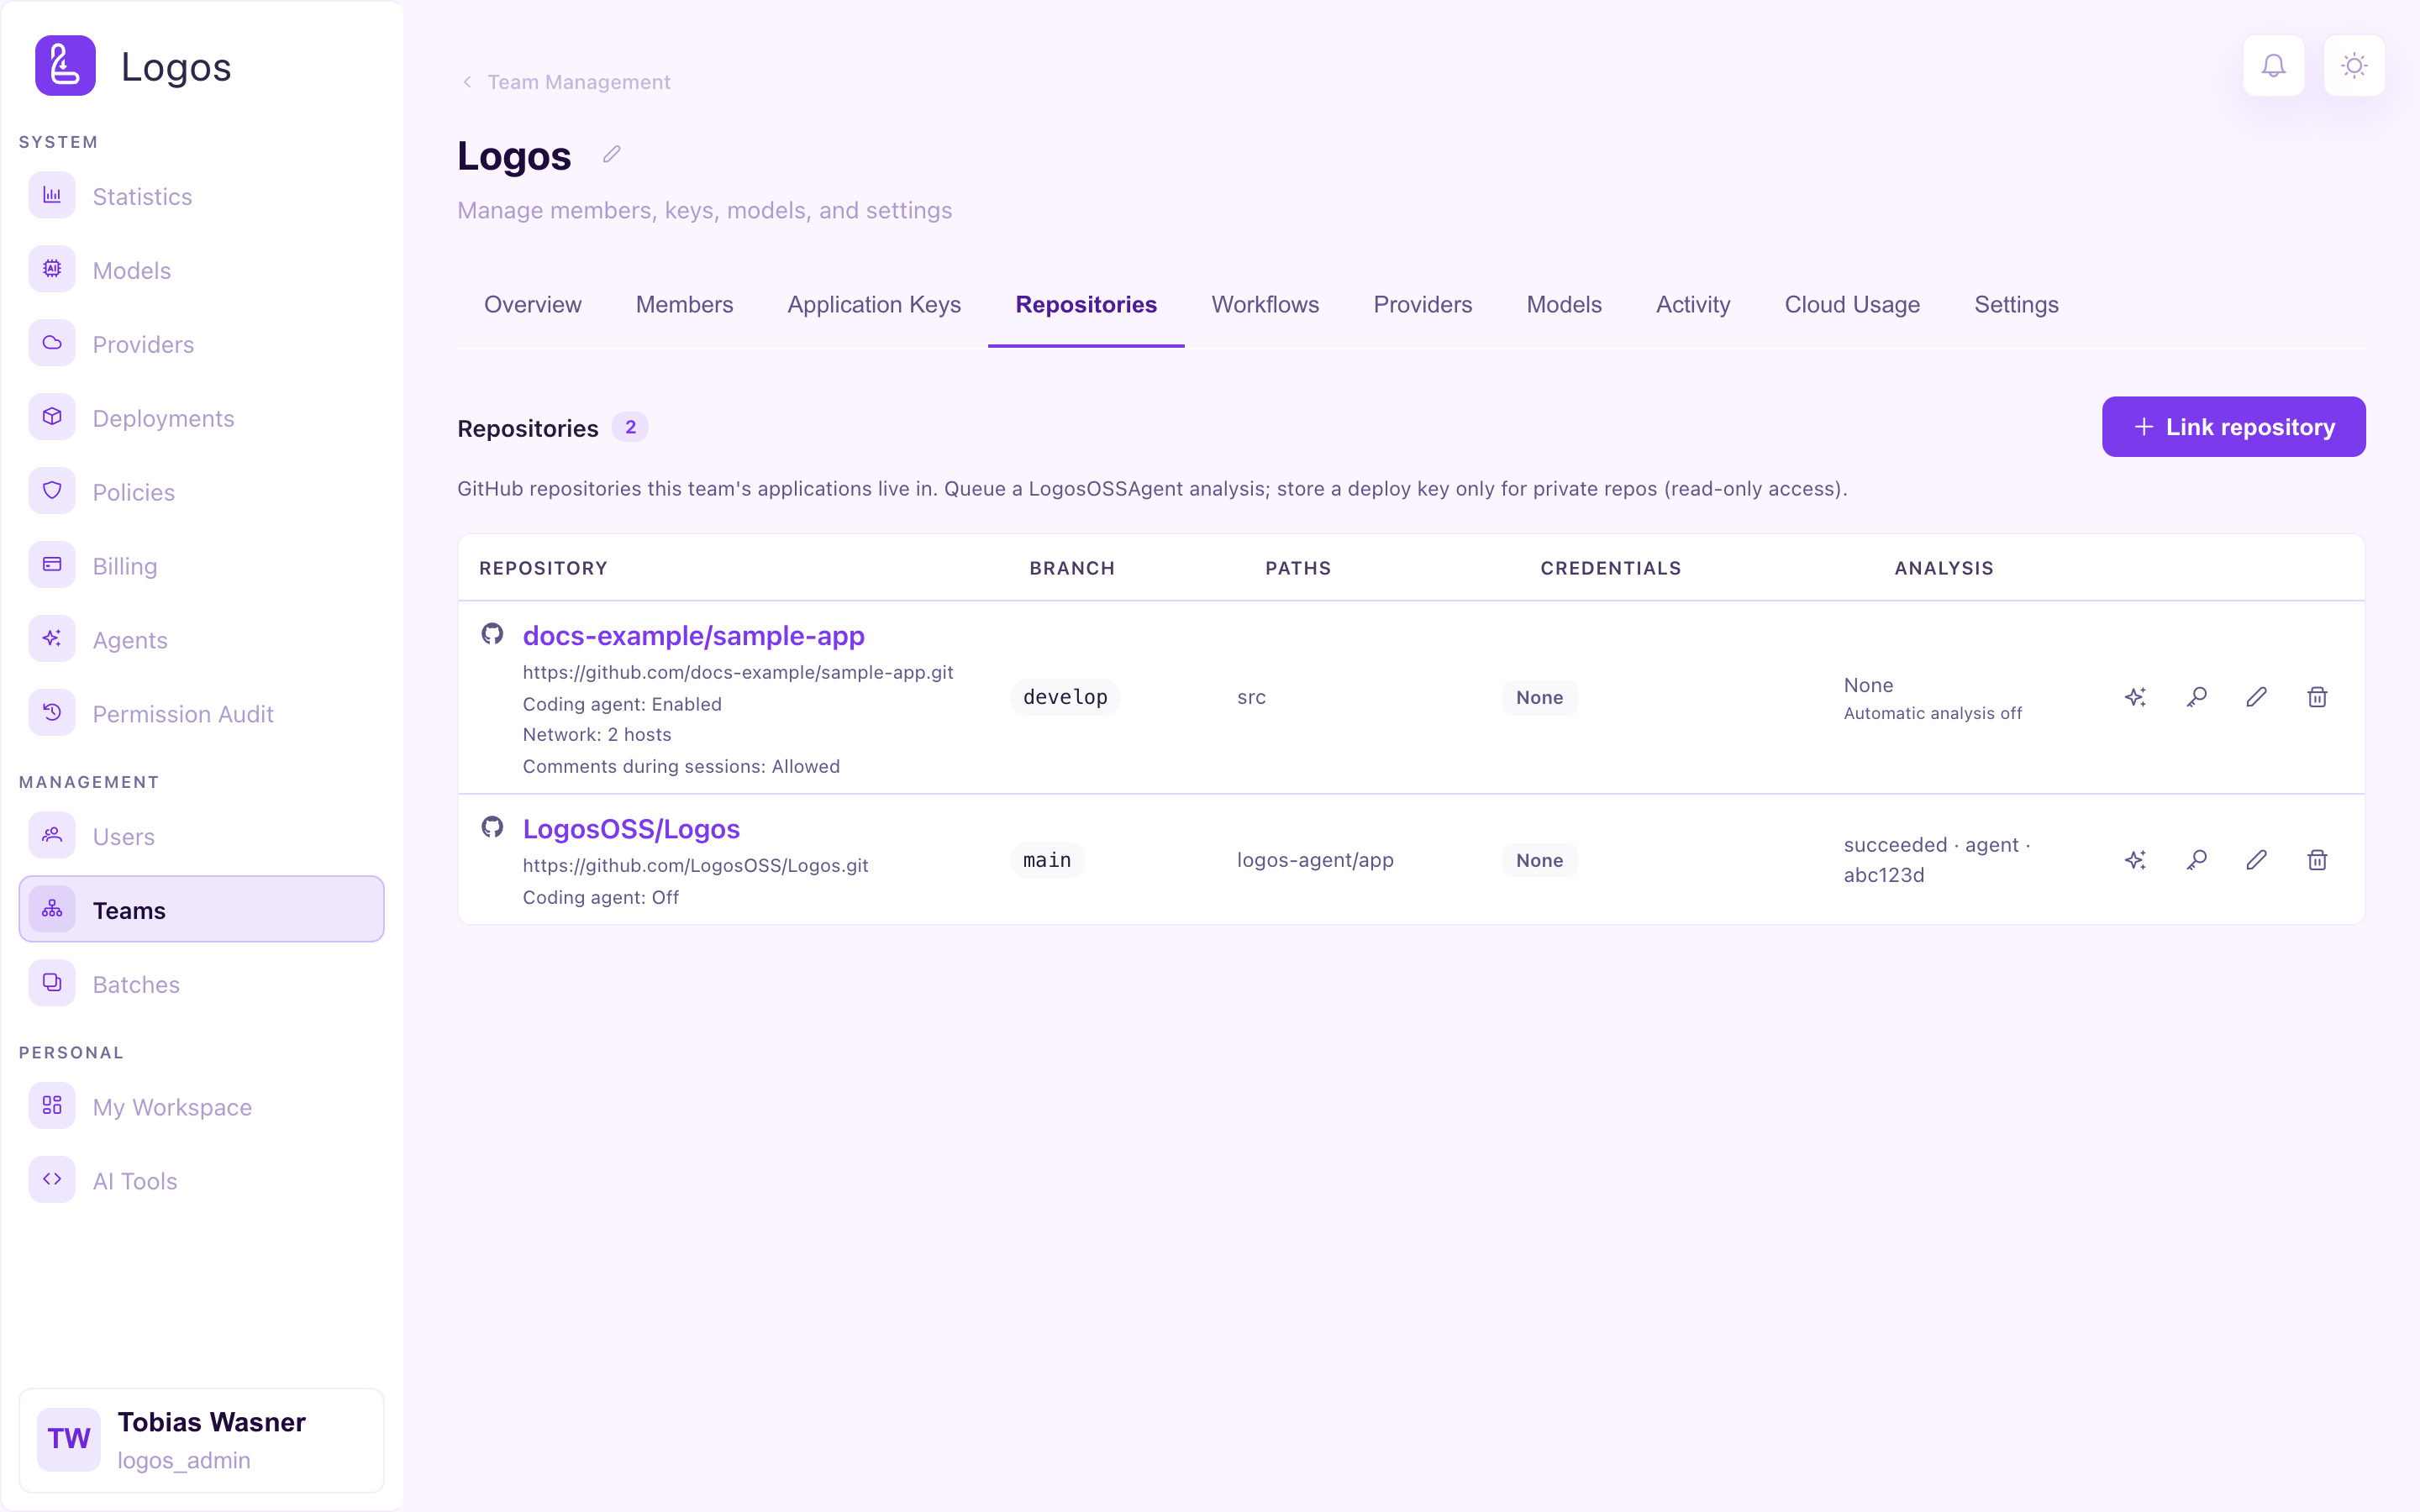 Logos
SYSTEM
Statistics
Models
Providers
Deployments
Policies
Billing
Agents
Permission Audit
MANAGEMENT
Users
Teams
Batches
PERSONAL
My Workspace
AI Tools
TW
Tobias Wasner
logos_admin
Team Management
Logos
Manage members, keys, models, and settings
Overview Members Application Keys Repositories Workflows Providers Models Activity Cloud Usage Settings
Repositories 2
Link repository
GitHub repositories this team's applications live in. Queue a LogosOSSAgent analysis; store a deploy key only for private repos (read-only access).
REPOSITORY BRANCH PATHS CREDENTIALS ANALYSIS
docs-example/sample-app
https://github.com/docs-example/sample-app.git
Coding agent: Enabled
Network: 2 hosts
Comments during sessions: Allowed
develop
src
None
None
Automatic analysis off
LogosOSS/Logos
https://github.com/LogosOSS/Logos.git
Coding agent: Off
main
logos-agent/app
None
succeeded · agent ·
abc123d